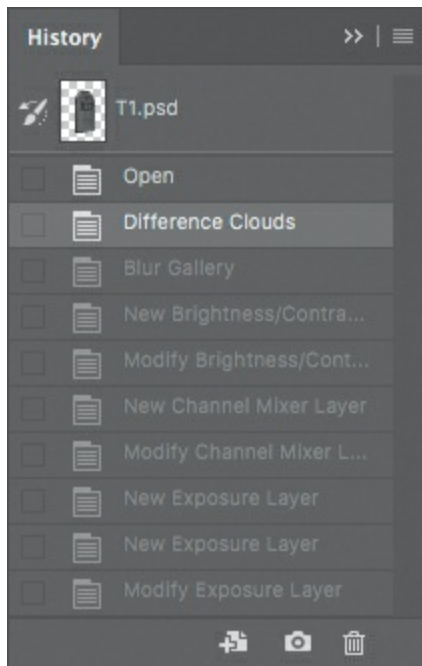 History
T1.psd
Open
Difference Clouds
Blur Gallery
New Brightness/Contra...
Modify Brightness/Cont...
New Channel Mixer Layer
Modify Channel Mixer L...
New Exposure Layer
New Exposure Layer
Modify Exposure Layer